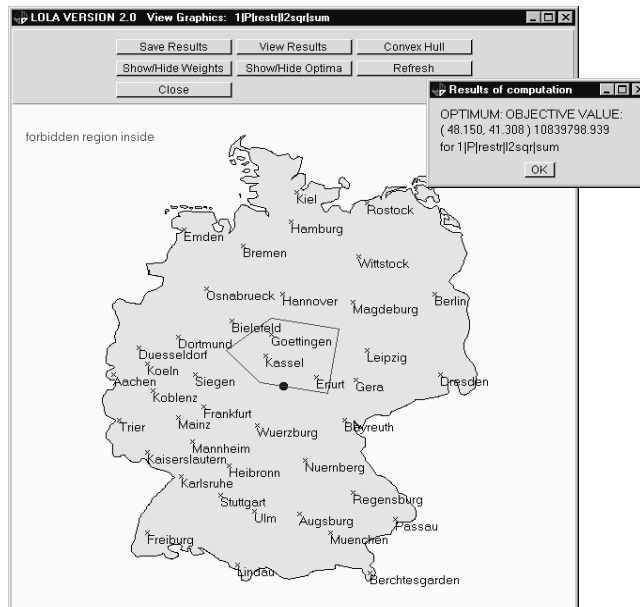 LOLA VERSION 2.0 View Graphics: 1|P|restr|l2sqr|sum
Save Results View Results Convex Hull
Show/Hide Weights Show/Hide Optima Refresh
Close
Results of computation
OPTIMUM: OBJECTIVE VALUE:
( 48.150, 41.308 ) 10839798.939
for 1|P|restr|l2sqr|sum
OK
forbidden region inside
Kiel
Rostock
Hamburg
Emden
Bremen
Wittstock
Osnabrueck
Hannover
Berlin
Magdeburg
Bielefeld
Goettingen
Dortmund
Duesseldorf
Kassel
Leipzig
Koeln
Aachen
Siegen
Erfurt
Gera
Dresden
Koblenz
Frankfurt
Trier
Mainz
Wuerzburg
Bayreuth
Mannheim
Kaiserslautern
Heibronn
Nuernberg
Karlsruhe
Stuttgart
Regensburg
Ulm
Augsburg
Passau
Freiburg
Muenchen
Lindau
Berchtesgarden